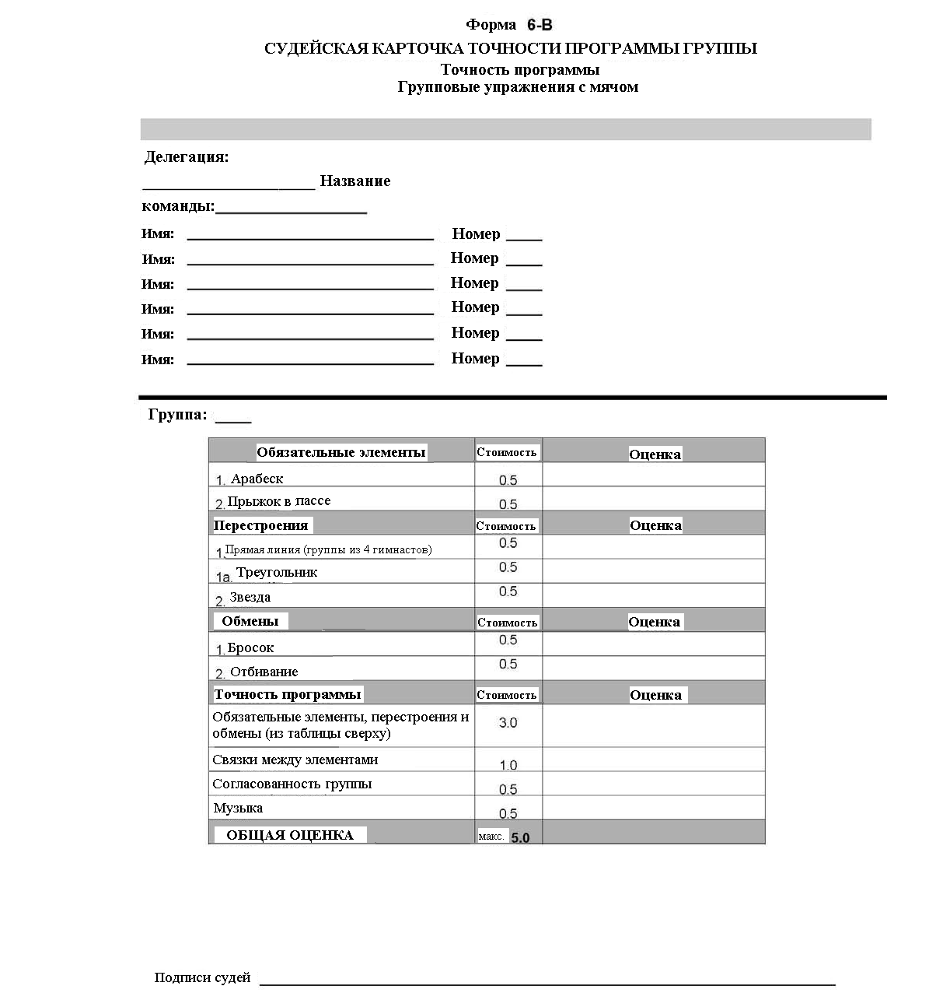 Форма 6-B
СУДЕЙСКАЯ КАРТОЧКА ТОЧНОСТИ ПРОГРАММЫ ГРУППЫ
Точность программы
Групповые упражнения с мячом
Делегация:
Название
команды:
Имя: Номер
Имя: Номер
Имя: Номер
Имя: Номер
Имя: Номер
Имя: Номер
Группа:
Обязательные элементы Стоимость Оценка
1. Арабеск 0.5
2. Прыжок в пассе 0.5
Перестроения Стоимость Оценка
1. Прямая линия (группы из 4 гимнастов) 0.5
1a. Треугольник 0.5
2. Звезда 0.5
Обмены Стоимость Оценка
1. Бросок 0.5
2. Отбивание 0.5
Точность программы Стоимость Оценка
Обязательные элементы, перестроения и
обмены (из таблицы сверху) 3.0
Связки между элементами 1.0
Согласованность группы 0.5
Музыка 0.5
ОБЩАЯ ОЦЕНКА макс. 5.0
Подписи судей